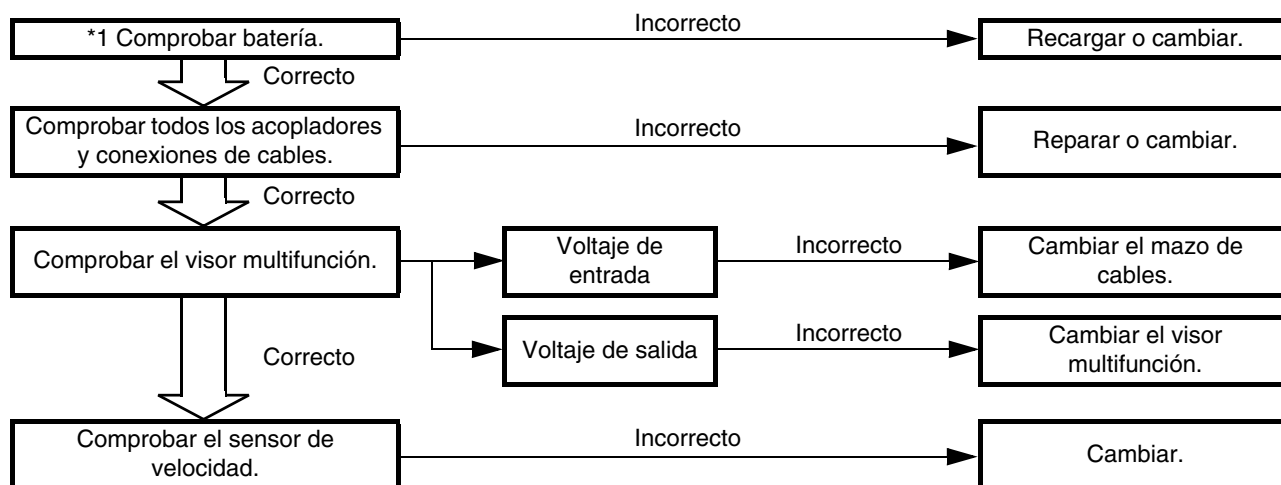 *1 Comprobar batería.
Incorrecto
Recargar o cambiar.
Correcto
Comprobar todos los acopladores
y conexiones de cables.
Incorrecto
Reparar o cambiar.
Correcto
Comprobar el visor multifunción.
Voltaje de
entrada
Incorrecto
Cambiar el mazo de
cables.
Voltaje de salida
Incorrecto
Cambiar el visor
multifunción.
Correcto
Comprobar el sensor de
velocidad.
Incorrecto
Cambiar.